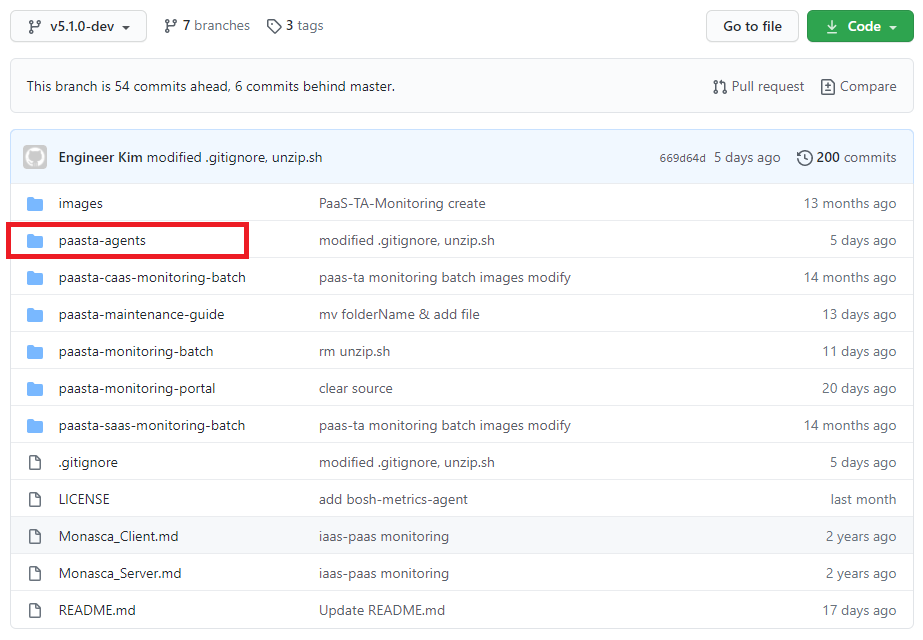 v5.1.0-dev 7 branches 3 tags Go to file Code
This branch is 54 commits ahead, 6 commits behind master. Pull request Compare
Engineer Kim modified .gitignore, unzip.sh 669d64d 5 days ago 200 commits
images PaaS-TA-Monitoring create 13 months ago
paasta-agents modified .gitignore, unzip.sh 5 days ago
paasta-caas-monitoring-batch paas-ta monitoring batch images modify 14 months ago
paasta-maintenance-guide mv folderName & add file 13 days ago
paasta-monitoring-batch rm unzip.sh 11 days ago
paasta-monitoring-portal clear source 20 days ago
paasta-saas-monitoring-batch paas-ta monitoring batch images modify 14 months ago
.gitignore modified .gitignore, unzip.sh 5 days ago
LICENSE add bosh-metrics-agent last month
Monasca_Client.md iaas-paas monitoring 2 years ago
Monasca_Server.md iaas-paas monitoring 2 years ago
README.md Update README.md 17 days ago